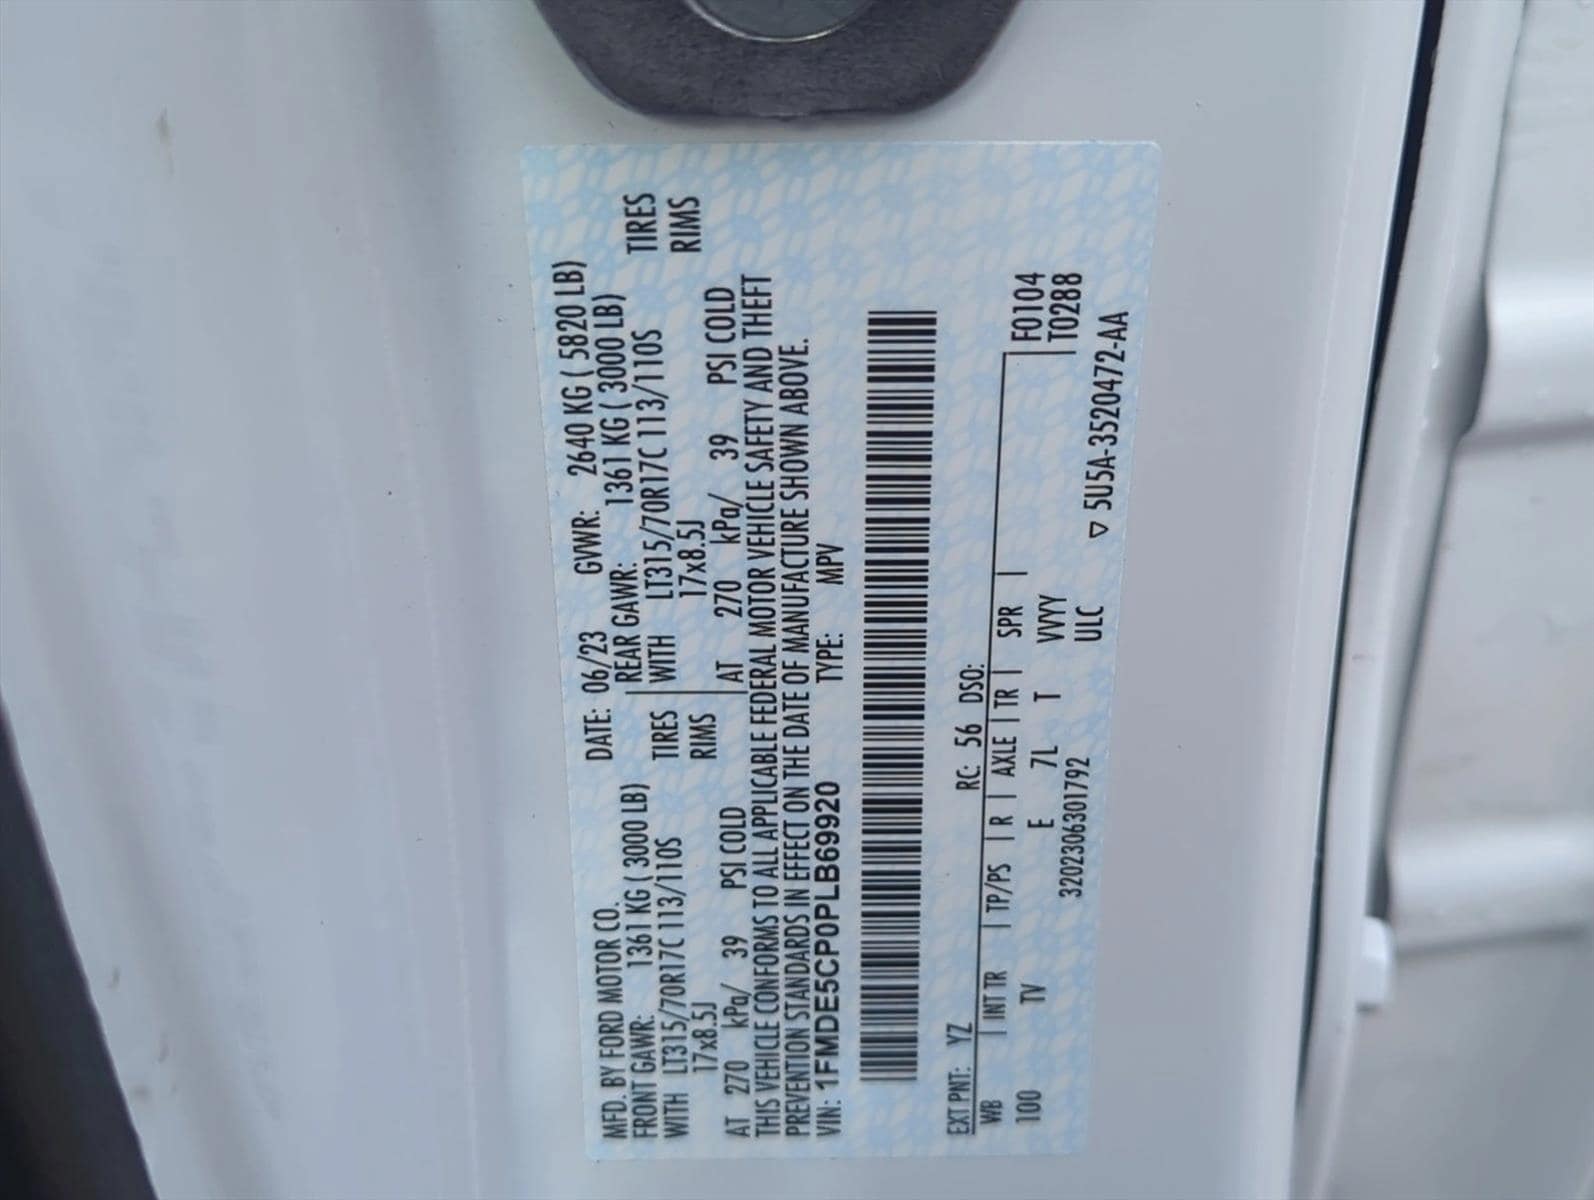 MFD. BY FORD MOTOR CO.
DATE: 06/23 GVWR: 2640 KG ( 5820 LB)
FRONT GAWR: 1361 KG ( 3000 LB) REAR GAWR: 1361 KG ( 3000 LB)
WITH LT315/70R17C 113/110S TIRES WITH LT315/70R17C 113/110S TIRES
17x8.5J RIMS 17x8.5J RIMS
AT 270 kPa/ 39 PSI COLD AT 270 kPa/ 39 PSI COLD
THIS VEHICLE CONFORMS TO ALL APPLICABLE FEDERAL MOTOR VEHICLE SAFETY AND THEFT
PREVENTION STANDARDS IN EFFECT ON THE DATE OF MANUFACTURE SHOWN ABOVE.
VIN: 1FMDE5CP0PLB69920 TYPE: MPV
EXT PNT: YZ RC: 56 DSO:
WB INT TR TP/PS R AXLE TR SPR F0104
100 TV E 7L T VVYY T0288
3202306301792 ULC
▽ 5U5A-3520472-AA